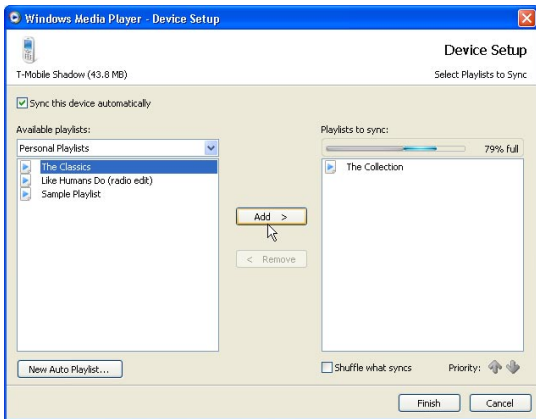 Windows Media Player - Device Setup
Device Setup
T-Mobile Shadow (43.8 MB)
Select Playlists to Sync
Sync this device automatically
Available playlists:
Personal Playlists
The Classics
Like Humans Do (radio edit)
Sample Playlist
Add >
< Remove
Playlists to sync:
79% full
The Collection
New Auto Playlist...
Shuffle what syncs
Priority:
Finish
Cancel